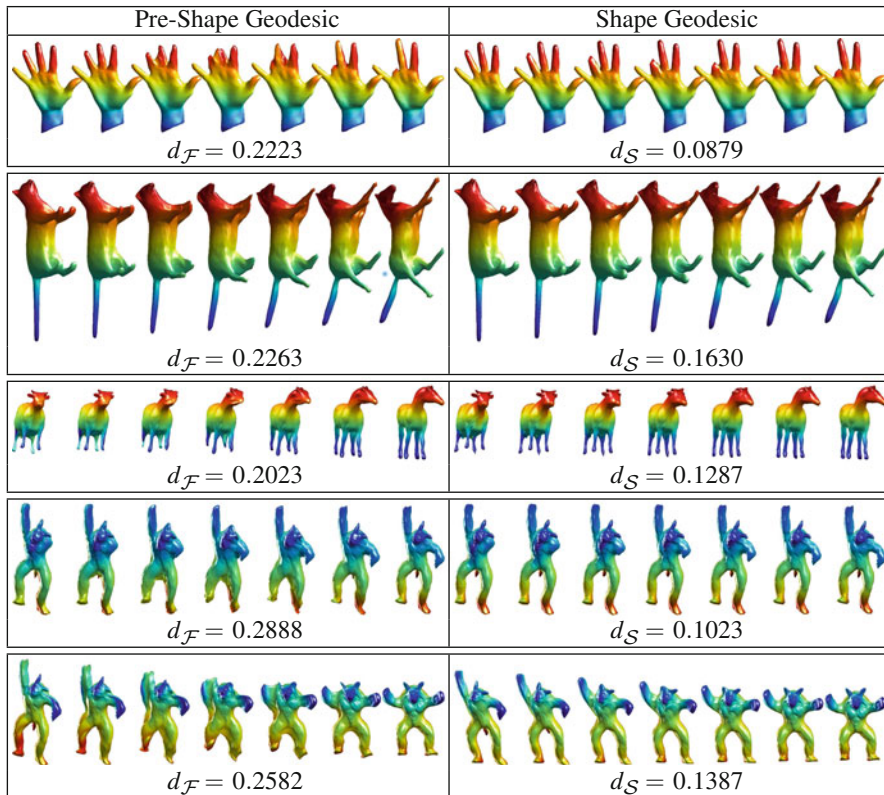 Pre-Shape Geodesic Shape Geodesic
d_F = 0.2223 d_S = 0.0879
d_F = 0.2263 d_S = 0.1630
d_F = 0.2023 d_S = 0.1287
d_F = 0.2888 d_S = 0.1023
d_F = 0.2582 d_S = 0.1387